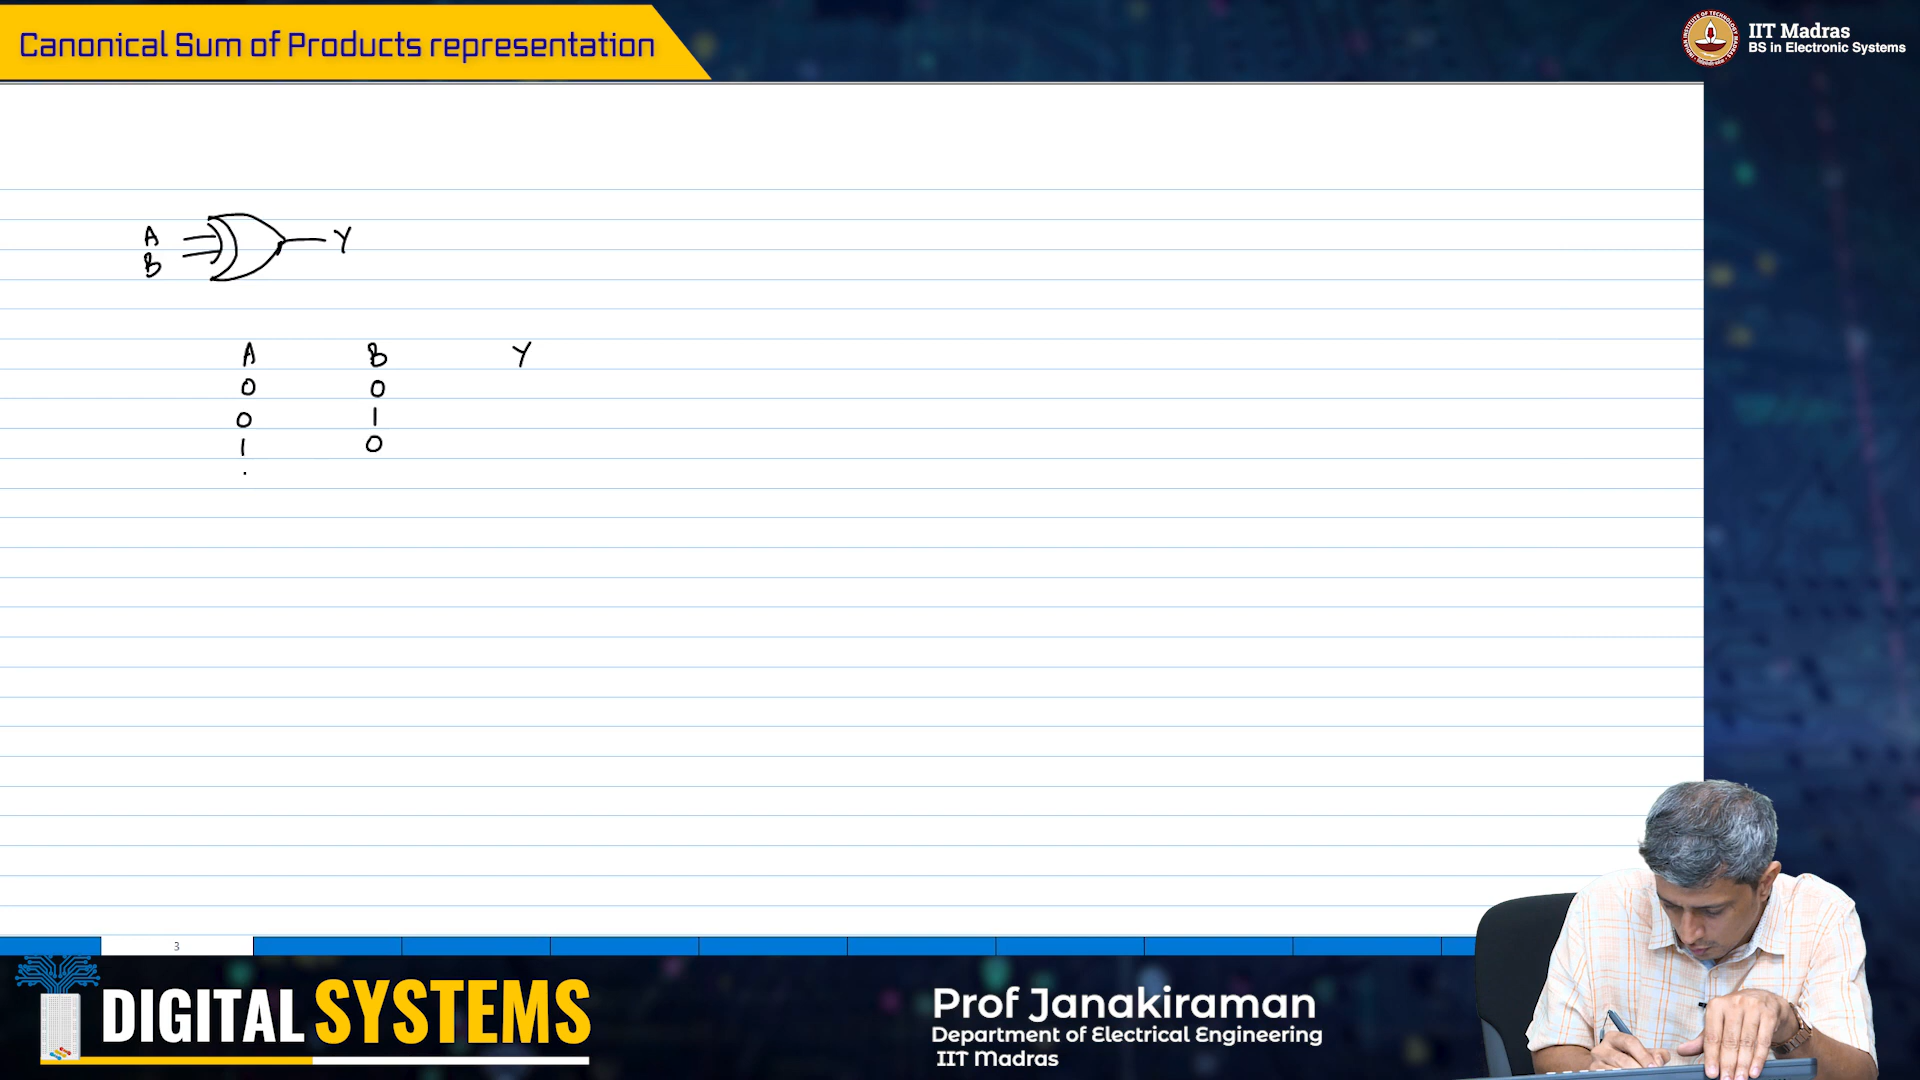 Canonical Sum of Products representation
IIT Madras
BS in Electronic Systems
A
B
Y
A B Y
0 0
0 1
1 0
3
DIGITAL SYSTEMS
Prof Janakiraman
Department of Electrical Engineering
IIT Madras